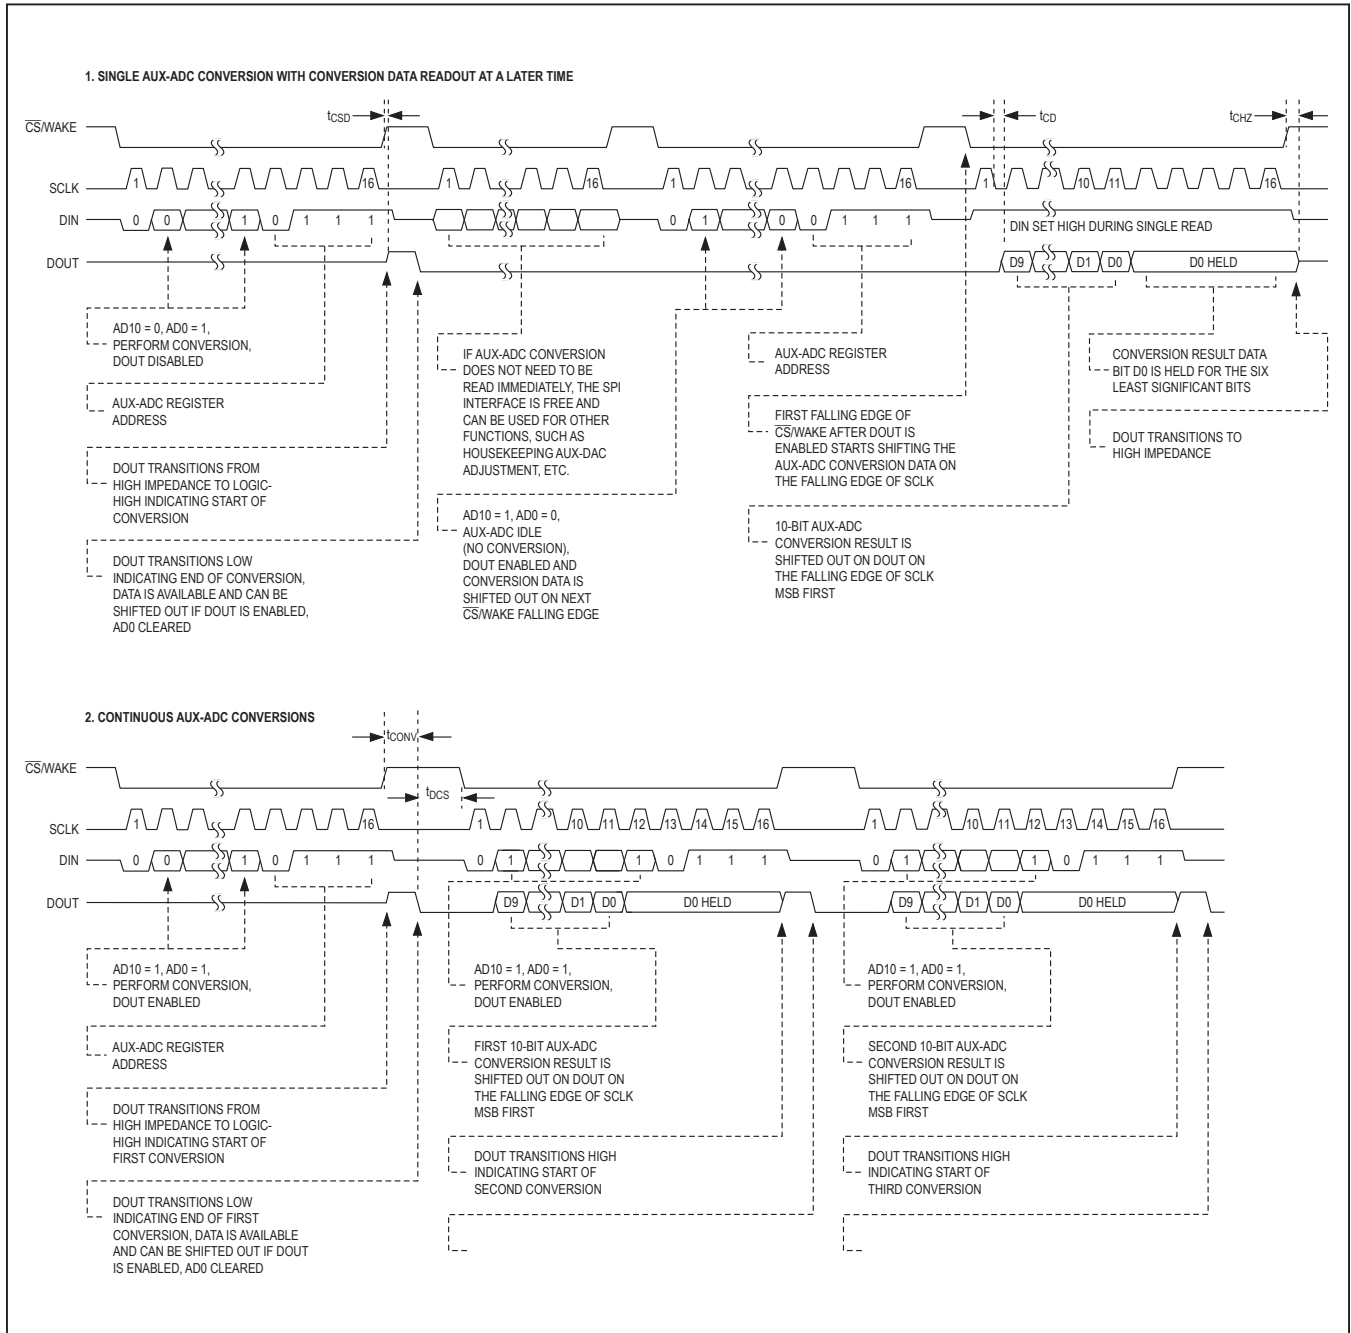 1. SINGLE AUX-ADC CONVERSION WITH CONVERSION DATA READOUT AT A LATER TIME
tCSD
tCD
tCHZ
CS/WAKE
SCLK
1
16
1
16
1
16
1
10
11
16
DIN
0
0
1
0
1
1
1
0
1
0
0
1
1
1
DIN SET HIGH DURING SINGLE READ
DOUT
D9
D1
D0
D0 HELD
AD10 = 0, AD0 = 1,
PERFORM CONVERSION,
DOUT DISABLED
AUX-ADC REGISTER
ADDRESS
DOUT TRANSITIONS FROM
HIGH IMPEDANCE TO LOGIC-
HIGH INDICATING START OF
CONVERSION
DOUT TRANSITIONS LOW
INDICATING END OF CONVERSION,
DATA IS AVAILABLE AND CAN BE
SHIFTED OUT IF DOUT IS ENABLED,
AD0 CLEARED
IF AUX-ADC CONVERSION
DOES NOT NEED TO BE
READ IMMEDIATELY, THE SPI
INTERFACE IS FREE AND
CAN BE USED FOR OTHER
FUNCTIONS, SUCH AS
HOUSEKEEPING AUX-DAC
ADJUSTMENT, ETC.
AD10 = 1, AD0 = 0,
AUX-ADC IDLE
(NO CONVERSION),
DOUT ENABLED AND
CONVERSION DATA IS
SHIFTED OUT ON NEXT
CS/WAKE FALLING EDGE
AUX-ADC REGISTER
ADDRESS
FIRST FALLING EDGE OF
CS/WAKE AFTER DOUT IS
ENABLED STARTS SHIFTING THE
AUX-ADC CONVERSION DATA ON
THE FALLING EDGE OF SCLK
10-BIT AUX-ADC
CONVERSION RESULT IS
SHIFTED OUT ON DOUT ON
THE FALLING EDGE OF SCLK
MSB FIRST
CONVERSION RESULT DATA
BIT D0 IS HELD FOR THE SIX
LEAST SIGNIFICANT BITS
DOUT TRANSITIONS TO
HIGH IMPEDANCE
2. CONTINUOUS AUX-ADC CONVERSIONS
tCONV
CS/WAKE
tDCS
SCLK
1
16
1
10
11
12
13
14
15
16
1
10
11
12
13
14
15
16
DIN
0
0
1
0
1
1
1
0
1
1
0
1
1
1
0
1
1
0
1
1
1
DOUT
D9
D1
D0
D0 HELD
D9
D1
D0
D0 HELD
AD10 = 1, AD0 = 1,
PERFORM CONVERSION,
DOUT ENABLED
AUX-ADC REGISTER
ADDRESS
DOUT TRANSITIONS FROM
HIGH IMPEDANCE TO LOGIC-
HIGH INDICATING START OF
FIRST CONVERSION
DOUT TRANSITIONS LOW
INDICATING END OF FIRST
CONVERSION, DATA IS AVAILABLE
AND CAN BE SHIFTED OUT IF DOUT
IS ENABLED, AD0 CLEARED
AD10 = 1, AD0 = 1,
PERFORM CONVERSION,
DOUT ENABLED
FIRST 10-BIT AUX-ADC
CONVERSION RESULT IS
SHIFTED OUT ON DOUT ON
THE FALLING EDGE OF SCLK
MSB FIRST
DOUT TRANSITIONS HIGH
INDICATING START OF
SECOND CONVERSION
AD10 = 1, AD0 = 1,
PERFORM CONVERSION,
DOUT ENABLED
SECOND 10-BIT AUX-ADC
CONVERSION RESULT IS
SHIFTED OUT ON DOUT ON
THE FALLING EDGE OF SCLK
MSB FIRST
DOUT TRANSITIONS HIGH
INDICATING START OF
THIRD CONVERSION